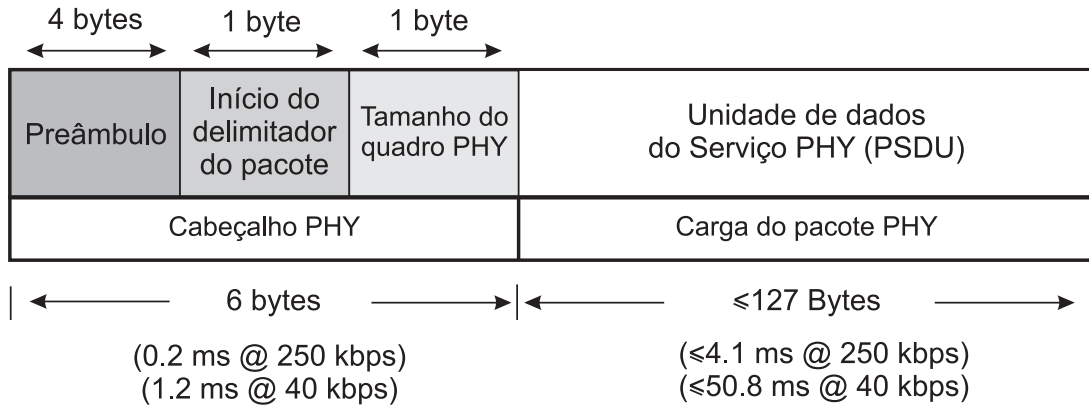 4 bytes
1 byte
1 byte
Preâmbulo
Início do
delimitador
do pacote
Tamanho do
quadro PHY
Unidade de dados
do Serviço PHY (PSDU)
Cabeçalho PHY
Carga do pacote PHY
6 bytes
⩽127 Bytes
(0.2 ms @ 250 kbps)
(1.2 ms @ 40 kbps)
(⩽4.1 ms @ 250 kbps)
(⩽50.8 ms @ 40 kbps)